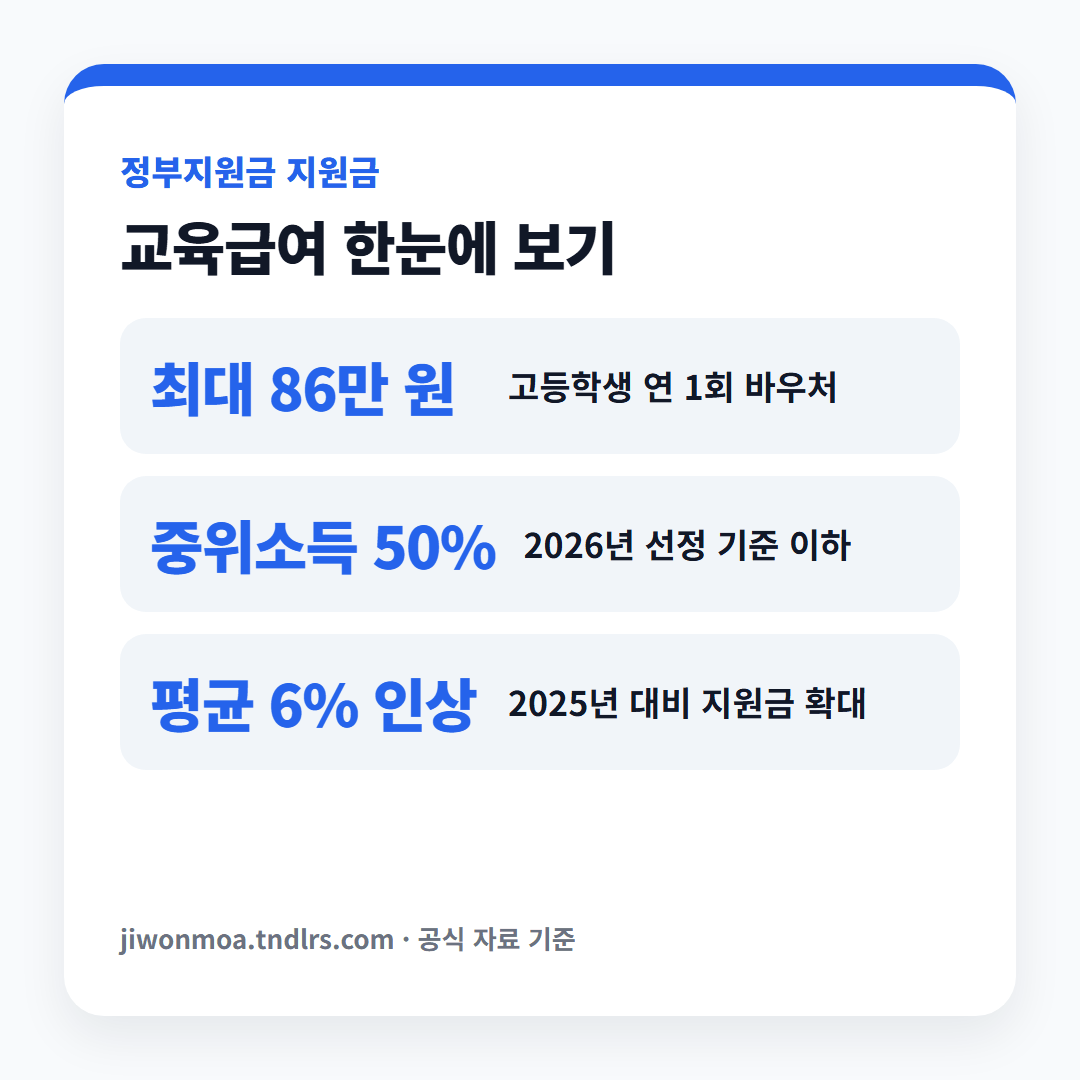 정부지원금 지원금
교육급여 한눈에 보기
최대 86만 원 고등학생 연 1회 바우처
중위소득 50% 2026년 선정 기준 이하
평균 6% 인상 2025년 대비 지원금 확대
jiwonmoa.tndlrs.com · 공식 자료 기준